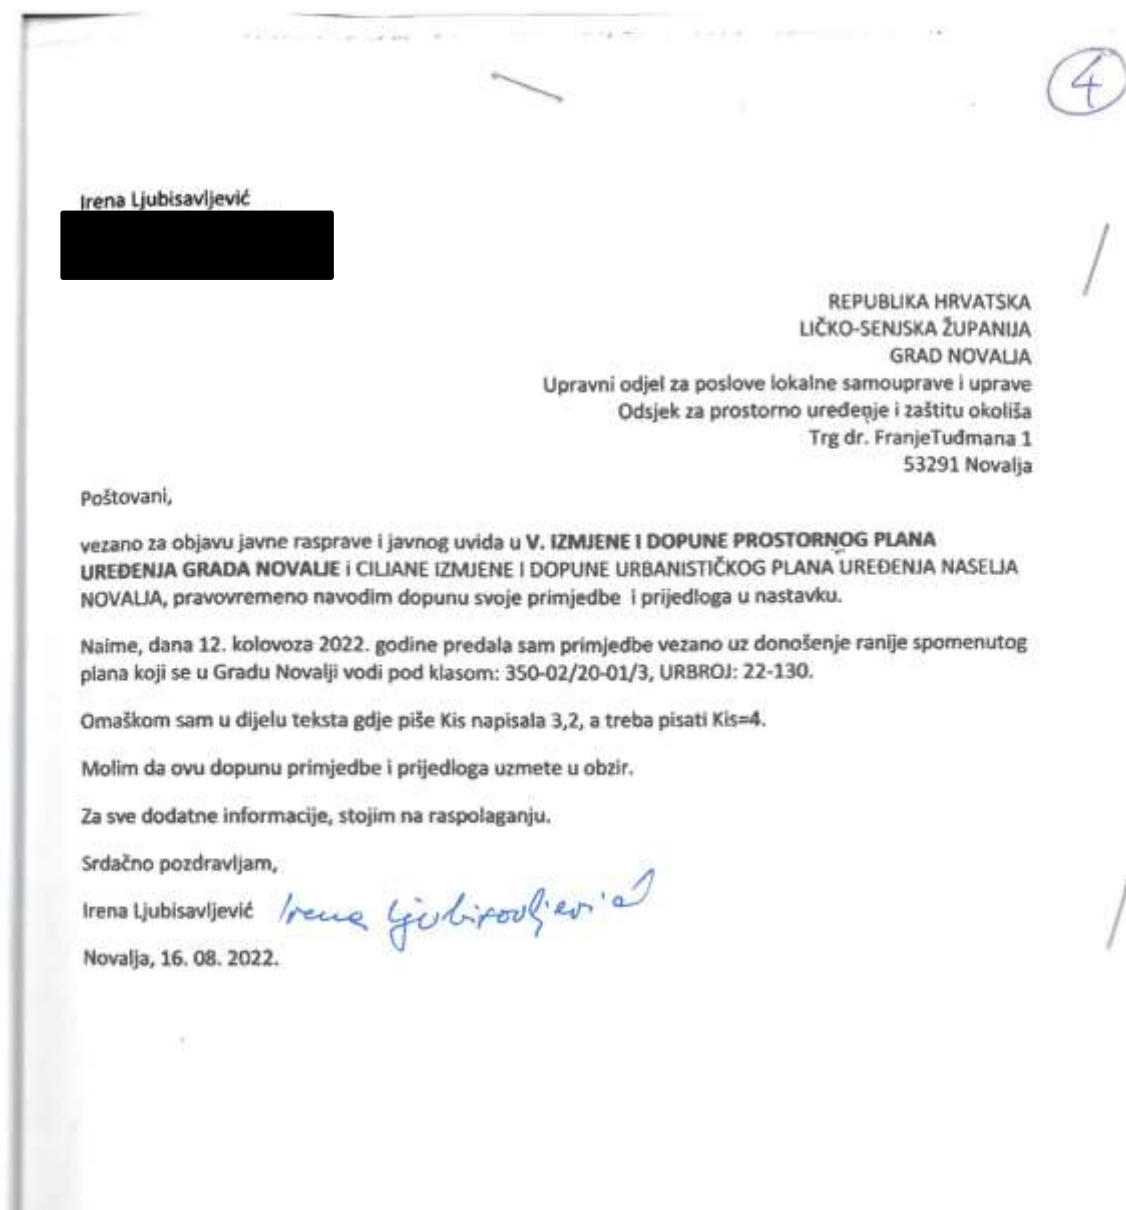 4
Irena Ljubisavljević
REPUBLIKA HRVATSKA
LIČKO-SENJSKA ŽUPANIJA
GRAD NOVALJA
Upravni odjel za poslove lokalne samouprave i uprave
Odsjek za prostorno uređenje i zaštitu okoliša
Trg dr. FranjeTuđmana 1
53291 Novalja
Poštovani,
vezano za objavu javne rasprave i javnog uvida u V. IZMJENE I DOPUNE PROSTORNOG PLANA
UREĐENJA GRADA NOVALJE i CILJANE IZMJENE I DOPUNE URBANISTIČKOG PLANA UREĐENJA NASELJA
NOVALJA, pravovremeno navodim dopunu svoje primjedbe i prijedloga u nastavku.
Naime, dana 12. kolovoza 2022. godine predala sam primjedbe vezano uz donošenje ranije spomenutog
plana koji se u Gradu Novalji vodi pod klasom: 350-02/20-01/3, URBROJ: 22-130.
Omaškom sam u dijelu teksta gdje piše Kis napisala 3,2, a treba pisati Kis=4.
Molim da ovu dopunu primjedbe i prijedloga uzmete u obzir.
Za sve dodatne informacije, stojim na raspolaganju.
Srdačno pozdravljam,
Irena Ljubisavljević Irena Ljubisavljević
Novalja, 16. 08. 2022.